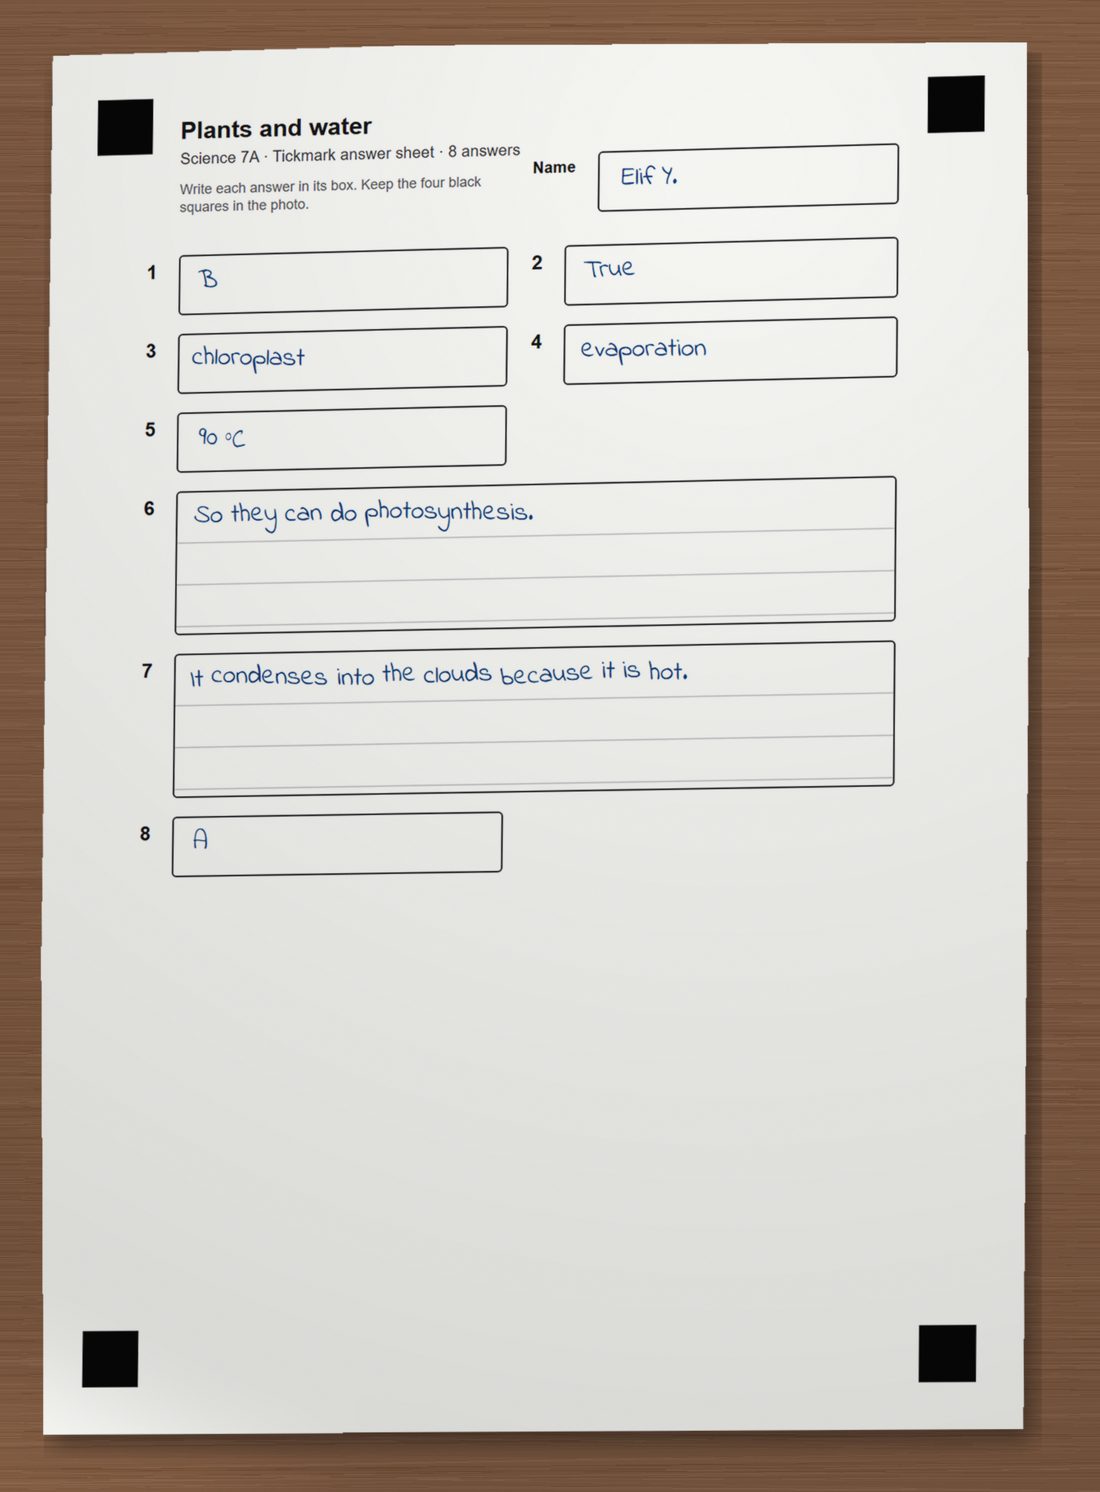 Plants and water
Science 7A · Tickmark answer sheet · 8 answers
Write each answer in its box. Keep the four black
squares in the photo.
Name
Elif Y.
1
B
2
True
3
chloroplast
4
evaporation
5
90 °C
6
So they can do photosynthesis.
7
It condenses into the clouds because it is hot.
8
A